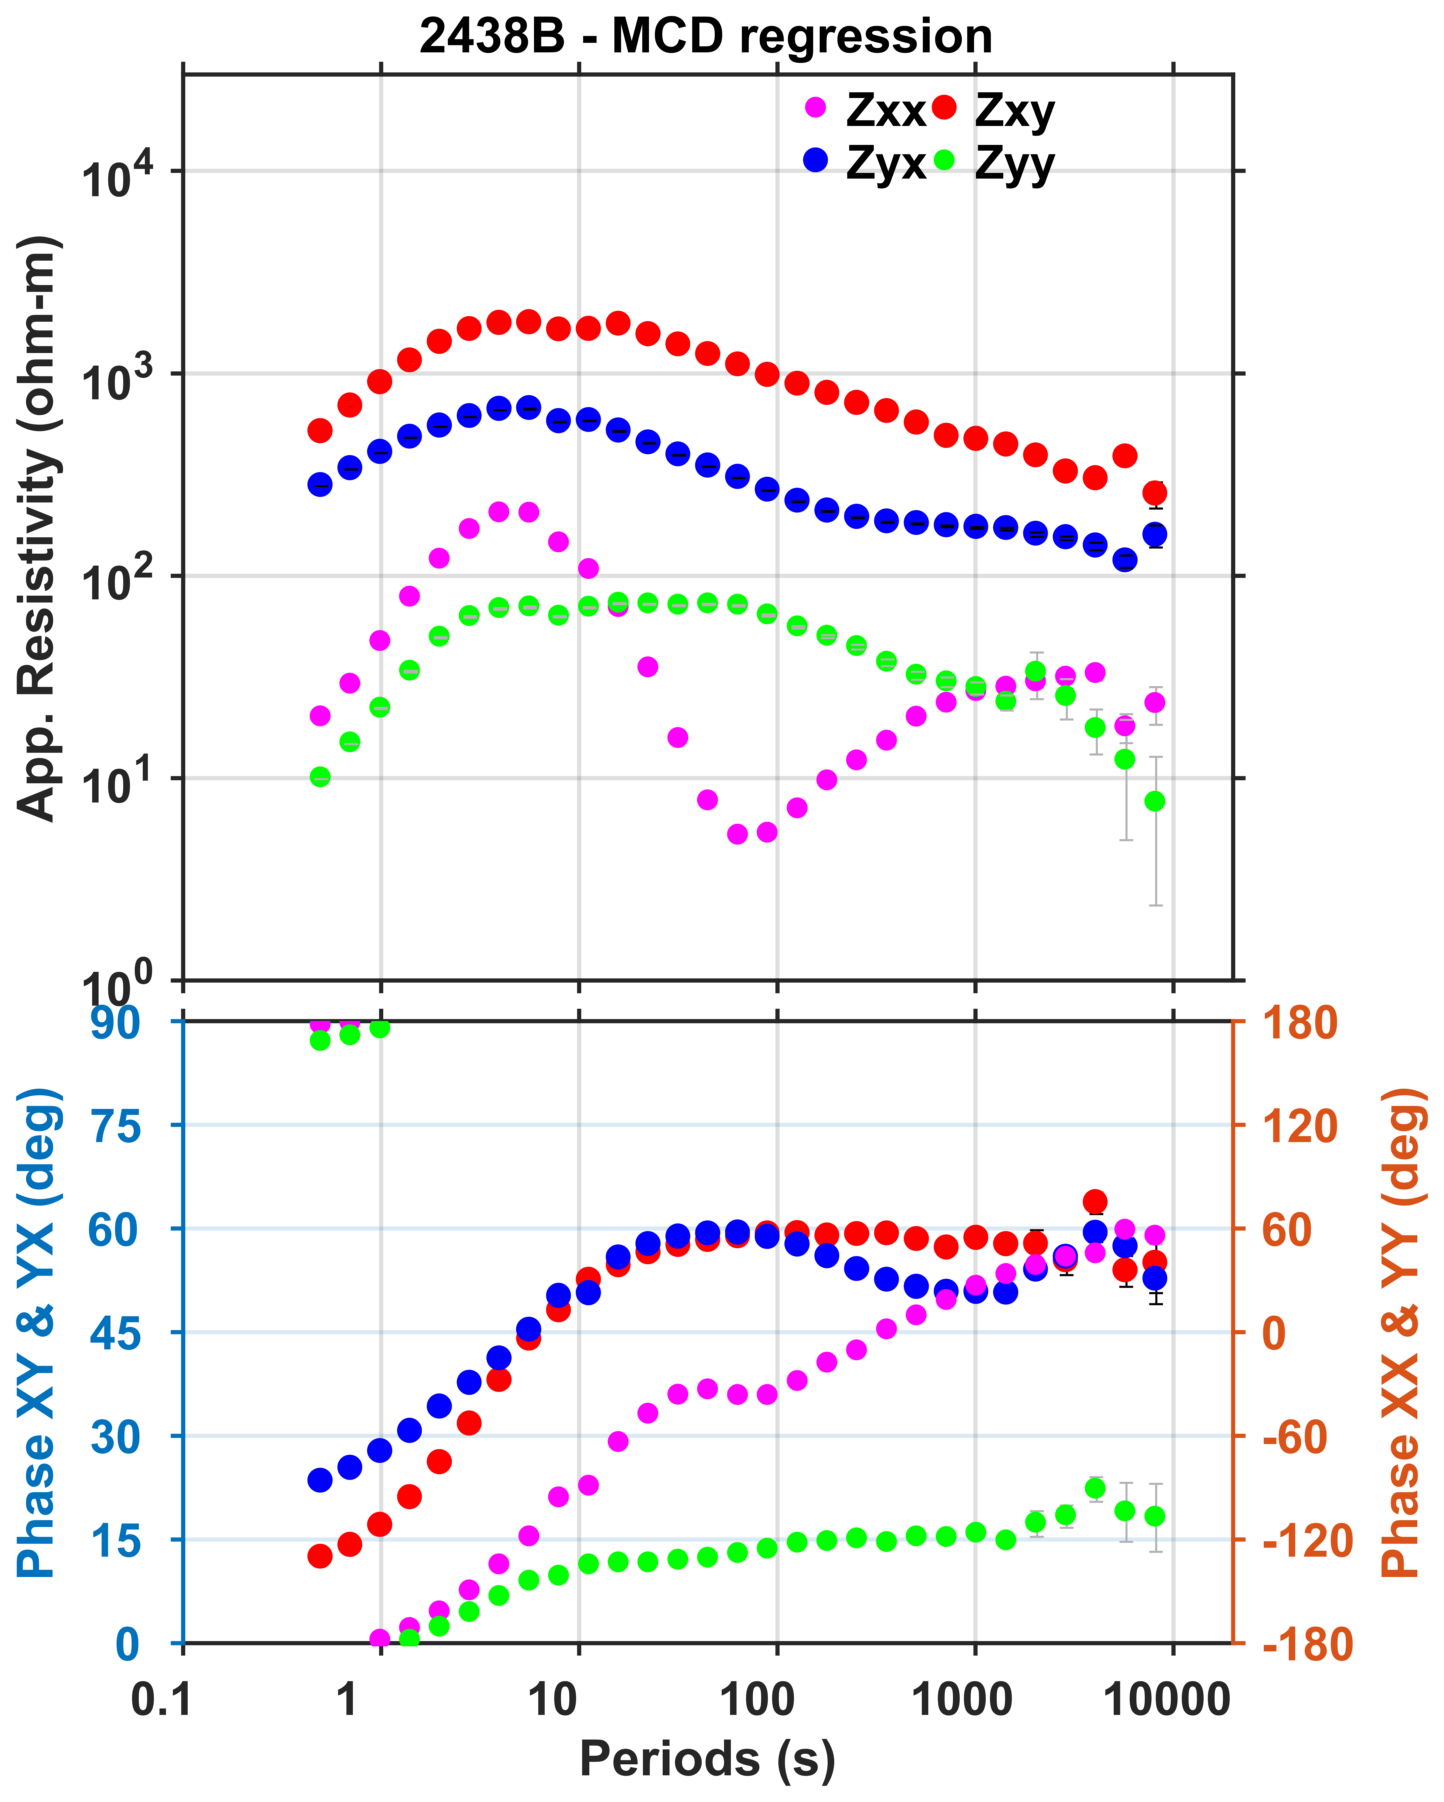 2438B - MCD regression
Zxx Zxy
Zyx Zyy
App. Resistivity (ohm-m)
10^4
10^3
10^2
10^1
10^0
Phase XY & YX (deg)
90
75
60
45
30
15
0
180
120
60
0
-60
-120
-180
Phase XX & YY (deg)
0.1 1 10 100 1000 10000
Periods (s)